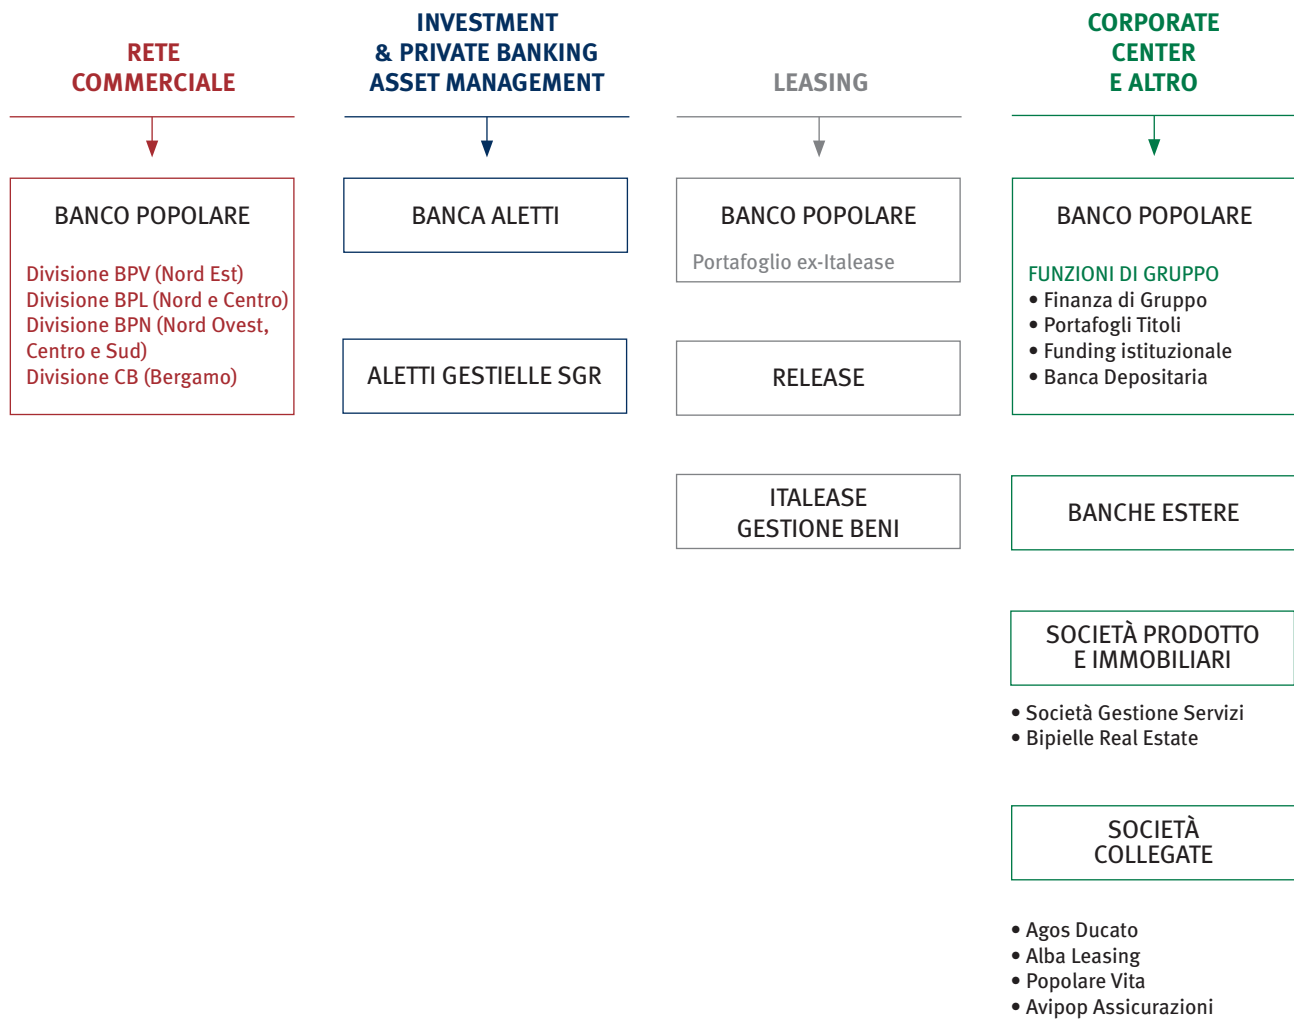 RETE
COMMERCIALE
BANCO POPOLARE
Divisione BPV (Nord Est)
Divisione BPL (Nord e Centro)
Divisione BPN (Nord Ovest,
Centro e Sud)
Divisione CB (Bergamo)
INVESTMENT
& PRIVATE BANKING
ASSET MANAGEMENT
BANCA ALETTI
ALETTI GESTIELLE SGR
LEASING
BANCO POPOLARE
Portafoglio ex-Italease
RELEASE
ITALEASE
GESTIONE BENI
CORPORATE
CENTER
E ALTRO
BANCO POPOLARE
FUNZIONI DI GRUPPO
• Finanza di Gruppo
• Portafogli Titoli
• Funding istituzionale
• Banca Depositaria
BANCHE ESTERE
SOCIETÀ PRODOTTO
E IMMOBILIARI
• Società Gestione Servizi
• Bipielle Real Estate
SOCIETÀ
COLLEGATE
• Agos Ducato
• Alba Leasing
• Popolare Vita
• Avipop Assicurazioni